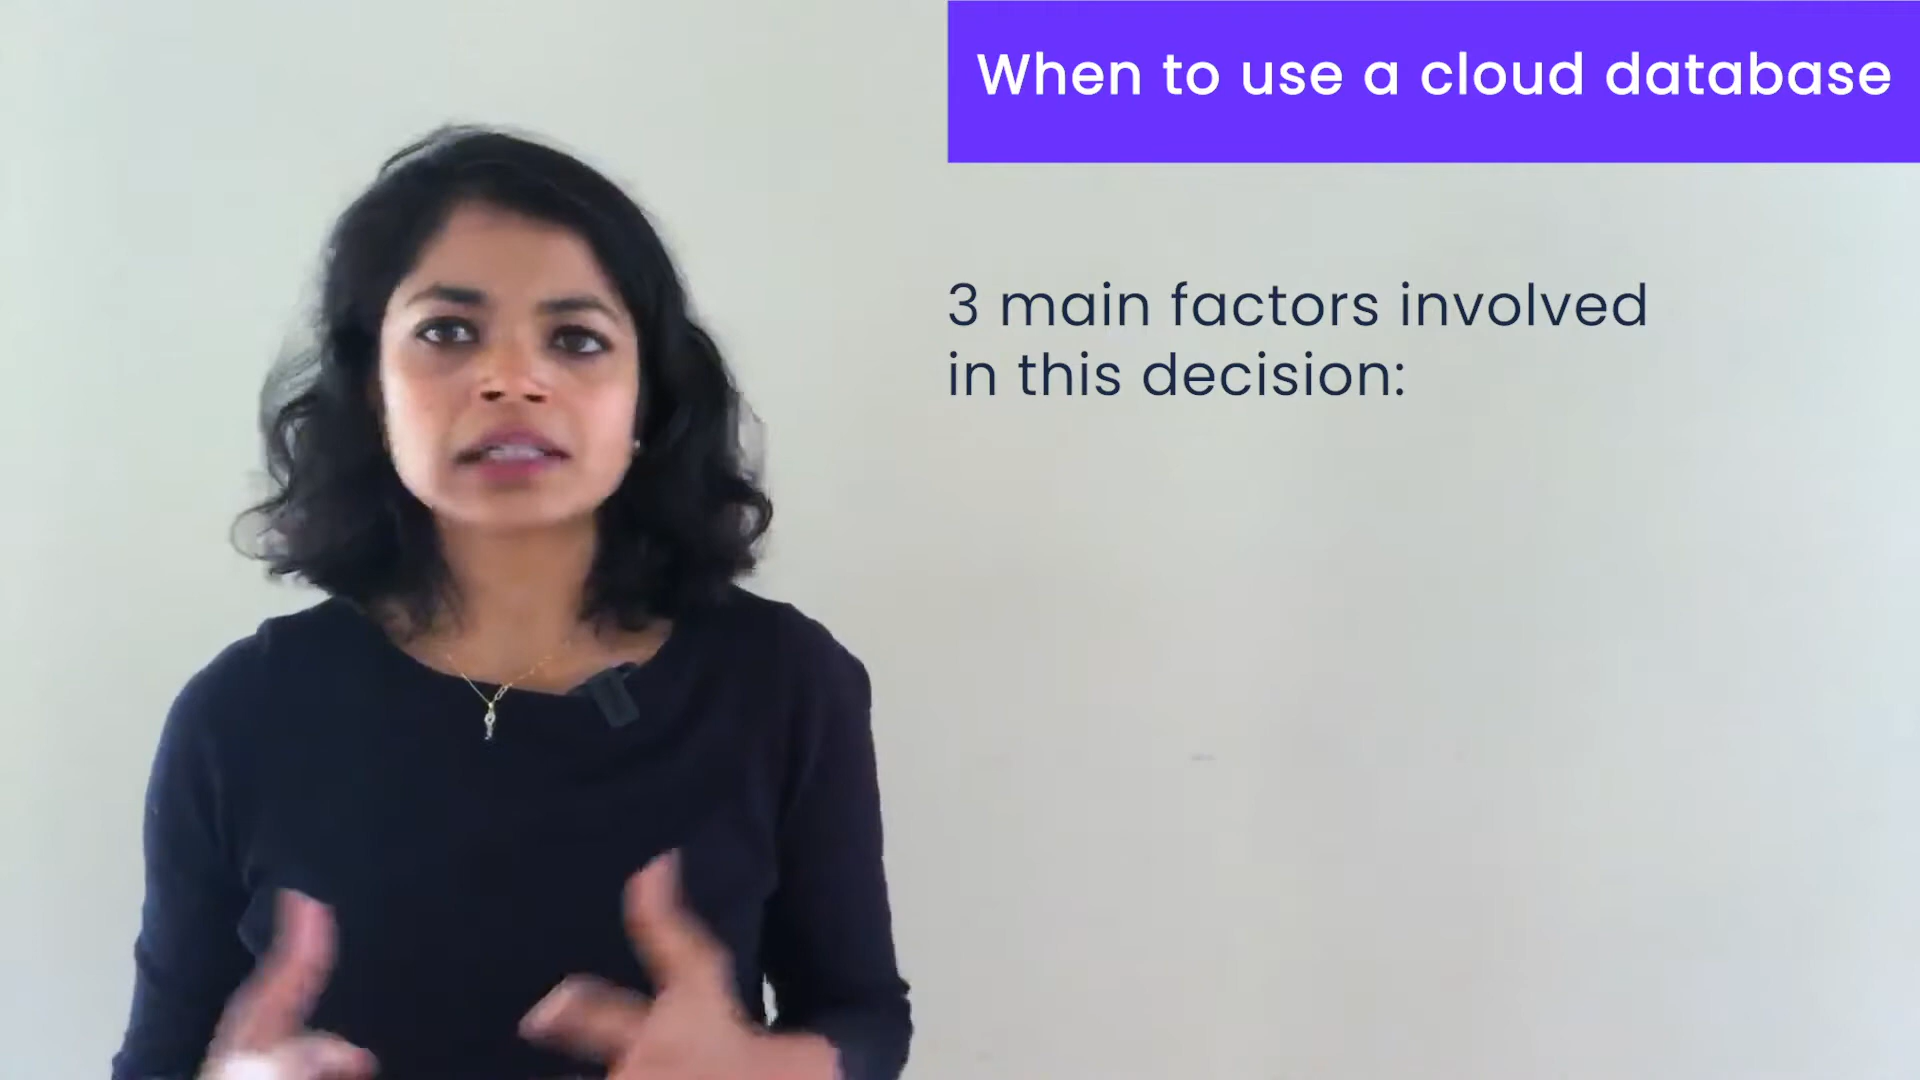 When to use a cloud database
3 main factors involved
in this decision: